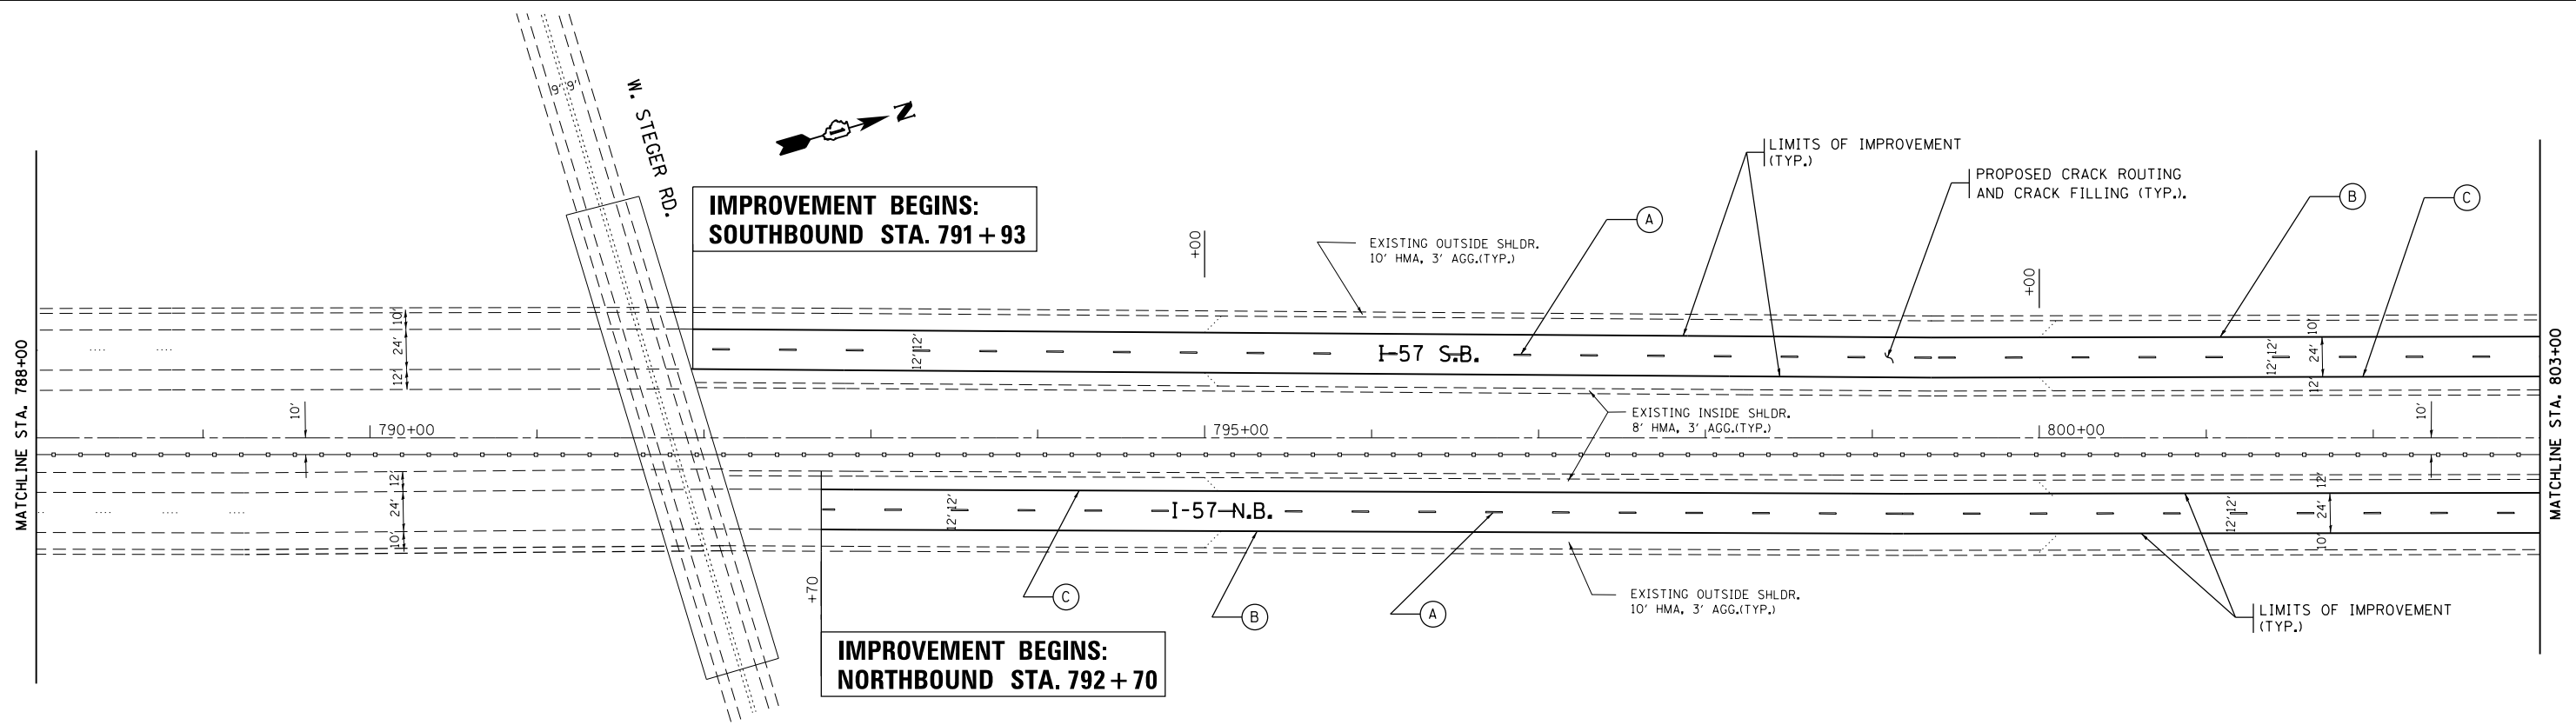 MATCHLINE STA. 788+00
9' 9'
W. STEGER RD.
N
IMPROVEMENT BEGINS:
SOUTHBOUND STA. 791+93
+00
EXISTING OUTSIDE SHLDR.
10' HMA, 3' AGG.(TYP.)
A
LIMITS OF IMPROVEMENT
(TYP.)
PROPOSED CRACK ROUTING
AND CRACK FILLING (TYP.).
B
C
+00
10'
24'
12'
12' 12'
I-57 S.B.
12' 12'
10'
24'
12'
10'
790+00
795+00
EXISTING INSIDE SHLDR.
8' HMA, 3' AGG.(TYP.)
800+00
10'
12'
24'
10'
12' 12'
I-57 N.B.
12' 12'
12'
24'
10'
+70
C
B
A
EXISTING OUTSIDE SHLDR.
10' HMA, 3' AGG.(TYP.)
LIMITS OF IMPROVEMENT
(TYP.)
IMPROVEMENT BEGINS:
NORTHBOUND STA. 792+70
MATCHLINE STA. 803+00